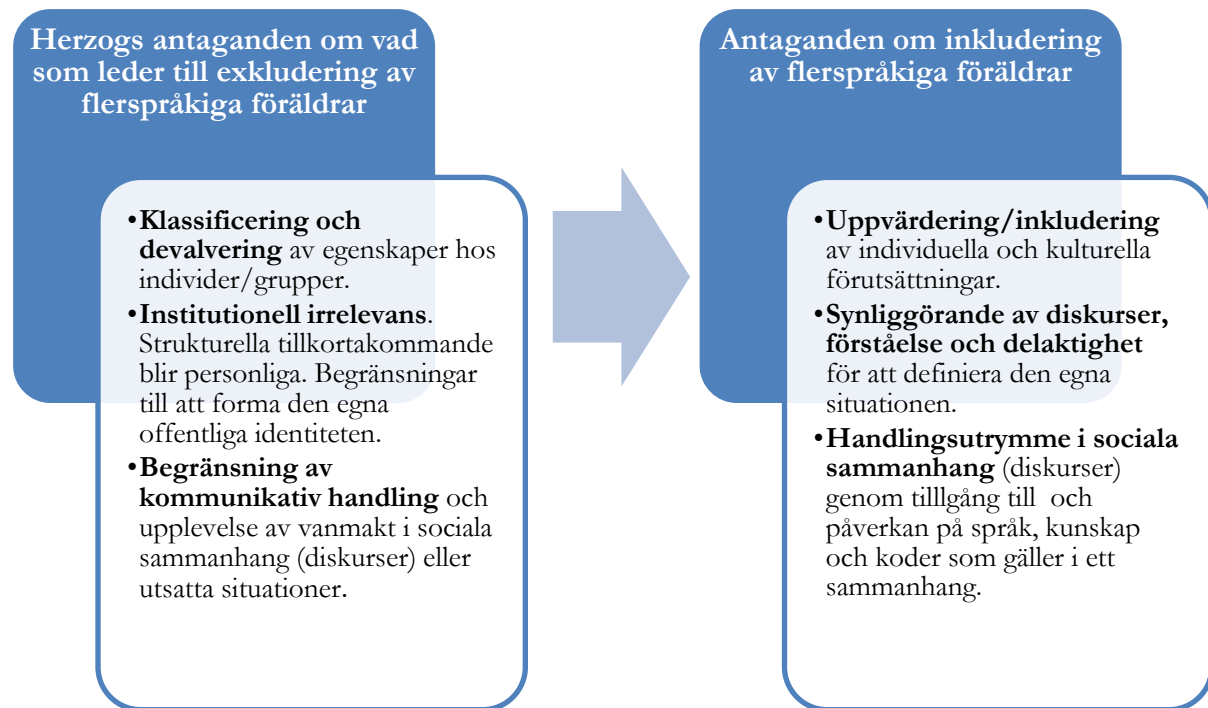 Herzogs antaganden om vad
som leder till exkludering av
flerspråkiga föräldrar
•Klassificering och
devalvering av egenskaper hos
individer/grupper.
•Institutionell irrelevans.
Strukturella tillkortakommande
blir personliga. Begränsningar
till att forma den egna
offentliga identiteten.
•Begränsning av
kommunikativ handling och
upplevelse av vanmakt i sociala
sammanhang (diskurser) eller
utsatta situationer.
Antaganden om inkludering
av flerspråkiga föräldrar
•Uppvärdering/inkludering
av individuella och kulturella
förutsättningar.
•Synliggörande av diskurser,
förståelse och delaktighet
för att definiera den egna
situationen.
•Handlingsutrymme i sociala
sammanhang (diskurser)
genom tilllgång till och
påverkan på språk, kunskap
och koder som gäller i ett
sammanhang.